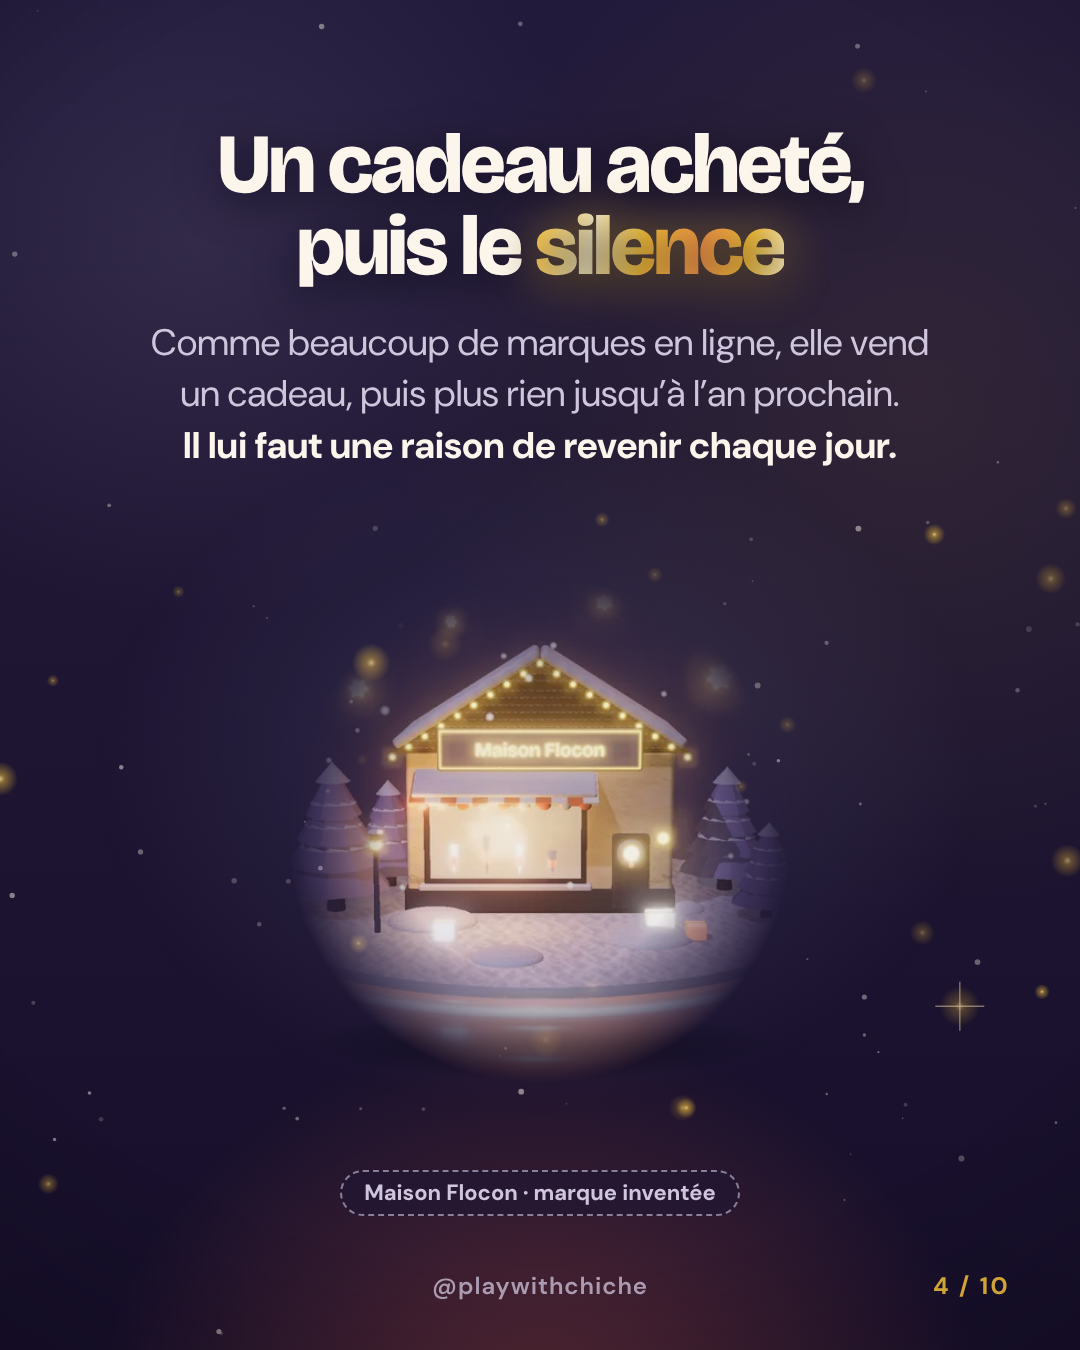 Un cadeau acheté,
puis le silence
Comme beaucoup de marques en ligne, elle vend
un cadeau, puis plus rien jusqu’à l’an prochain.
Il lui faut une raison de revenir chaque jour.
Maison Flocon
Maison Flocon · marque inventée
@playwithchiche
4 / 10